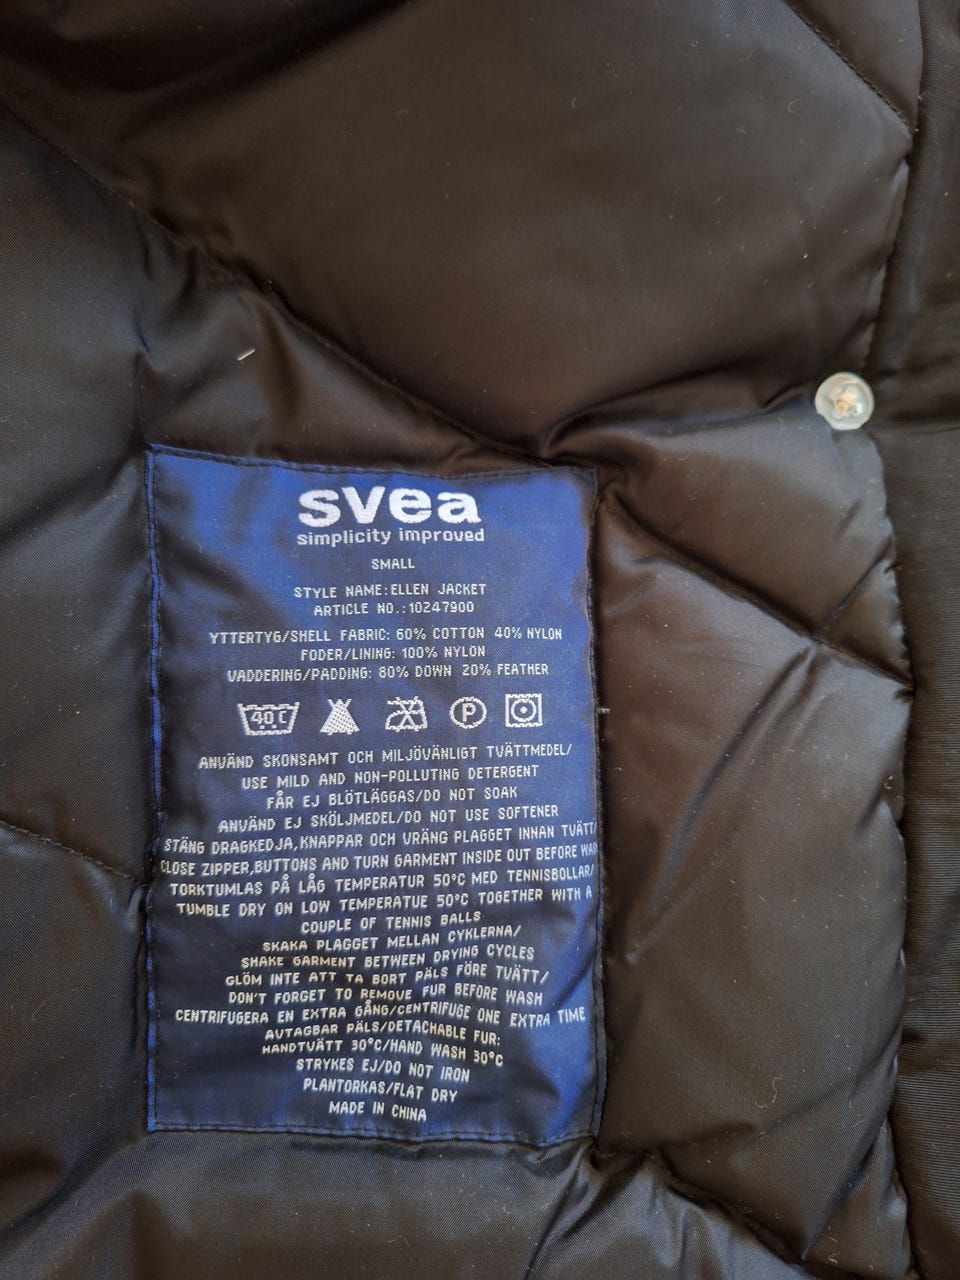 svea
simplicity improved
SMALL
STYLE NAME:ELLEN JACKET
ARTICLE NO.:10247900
YTTERTYG/SHELL FABRIC: 60% COTTON 40% NYLON
FODER/LINING: 100% NYLON
VADDERING/PADDING: 80% DOWN 20% FEATHER
40 C P
ANVÄND SKONSAMT OCH MILJÖVÄNLIGT TVÄTTMEDEL/
USE MILD AND NON-POLLUTING DETERGENT
FÅR EJ BLÖTLÄGGAS/DO NOT SOAK
ANVÄND EJ SKÖLJMEDEL/DO NOT USE SOFTENER
STÄNG DRAGKEDJA,KNAPPAR OCH VRÄNG PLAGGET INNAN TVÄTT/
CLOSE ZIPPER,BUTTONS AND TURN GARMENT INSIDE OUT BEFORE
TORKTUMLAS PÅ LÅG TEMPERATUR 50°C MED TENNISBOLLAR/
TUMBLE DRY ON LOW TEMPERATUE 50°C TOGETHER WITH A
COUPLE OF TENNIS BALLS
SKAKA PLAGGET MELLAN CYKLERNA/
SHAKE GARMENT BETWEEN DRYING CYCLES
GLÖM INTE ATT TA BORT PÄLS FÖRE TVÄTT/
DON'T FORGET TO REMOVE FUR BEFORE WASH
CENTRIFUGERA EN EXTRA GÅNG/CENTRIFUGE ONE EXTRA TIME
AVTAGBAR PÄLS/DETACHABLE FUR:
HANDTVÄTT 30°C/HAND WASH 30°C
STRYKES EJ/DO NOT IRON
PLANTORKAS/FLAT DRY
MADE IN CHINA